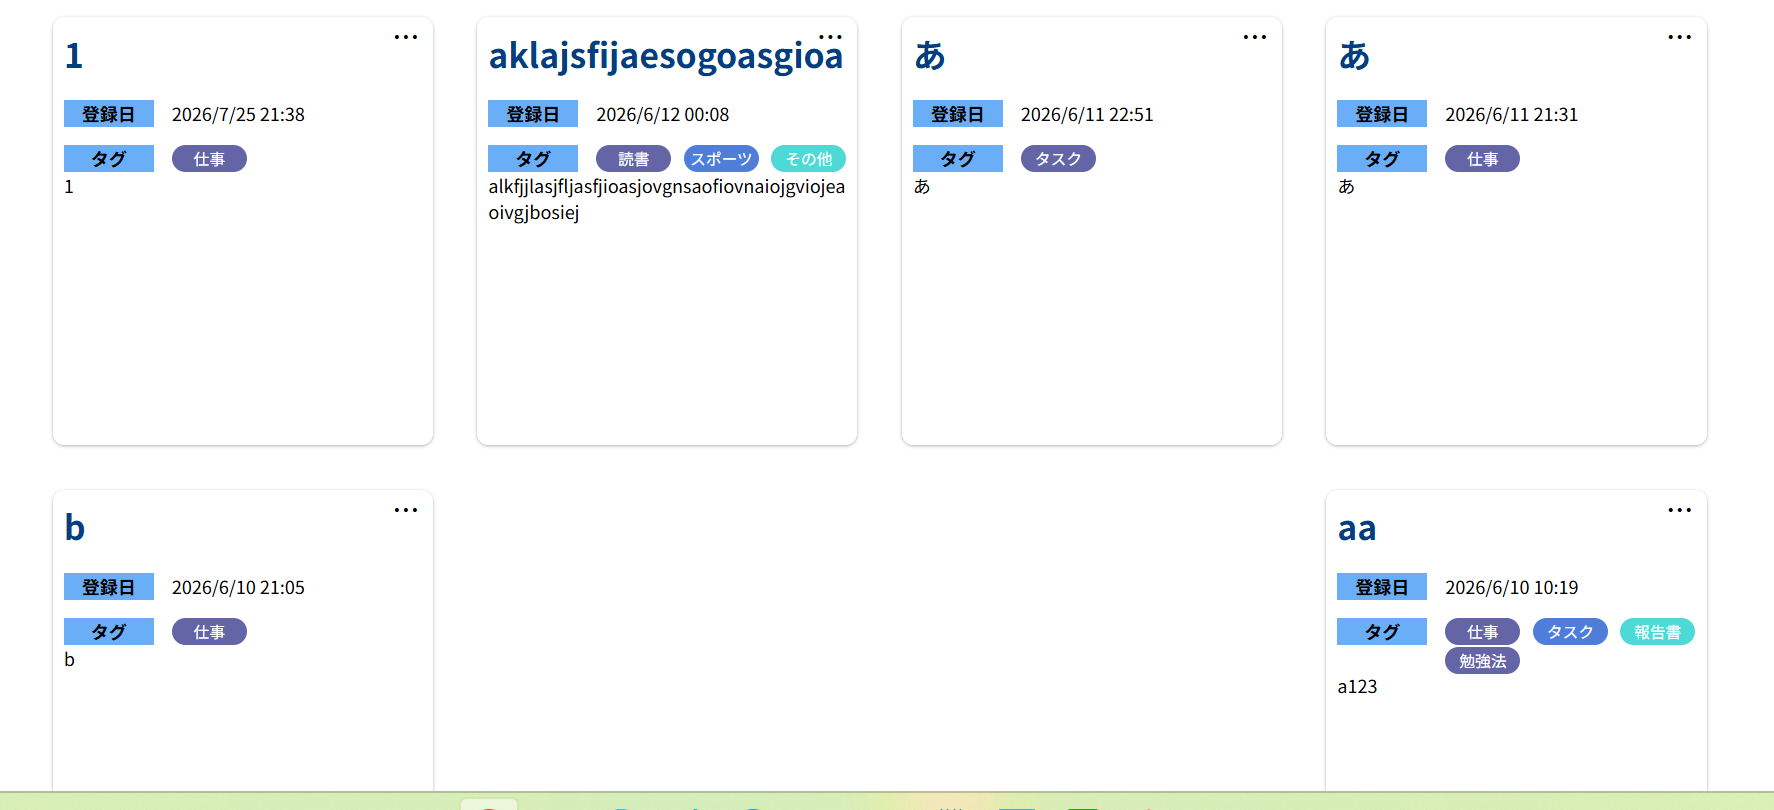 1
…
登録日 2026/7/25 21:38
タグ 仕事
1
aklajsfijaesogoasgioa
…
登録日 2026/6/12 00:08
タグ 読書 スポーツ その他
alkfjjlasjfljasfjioasjovgnsaofiovnaiojgviojea
oivgjbosiej
あ
…
登録日 2026/6/11 22:51
タグ タスク
あ
あ
…
登録日 2026/6/11 21:31
タグ 仕事
あ
b
…
登録日 2026/6/10 21:05
タグ 仕事
b
aa
…
登録日 2026/6/10 10:19
タグ 仕事 タスク 報告書
勉強法
a123